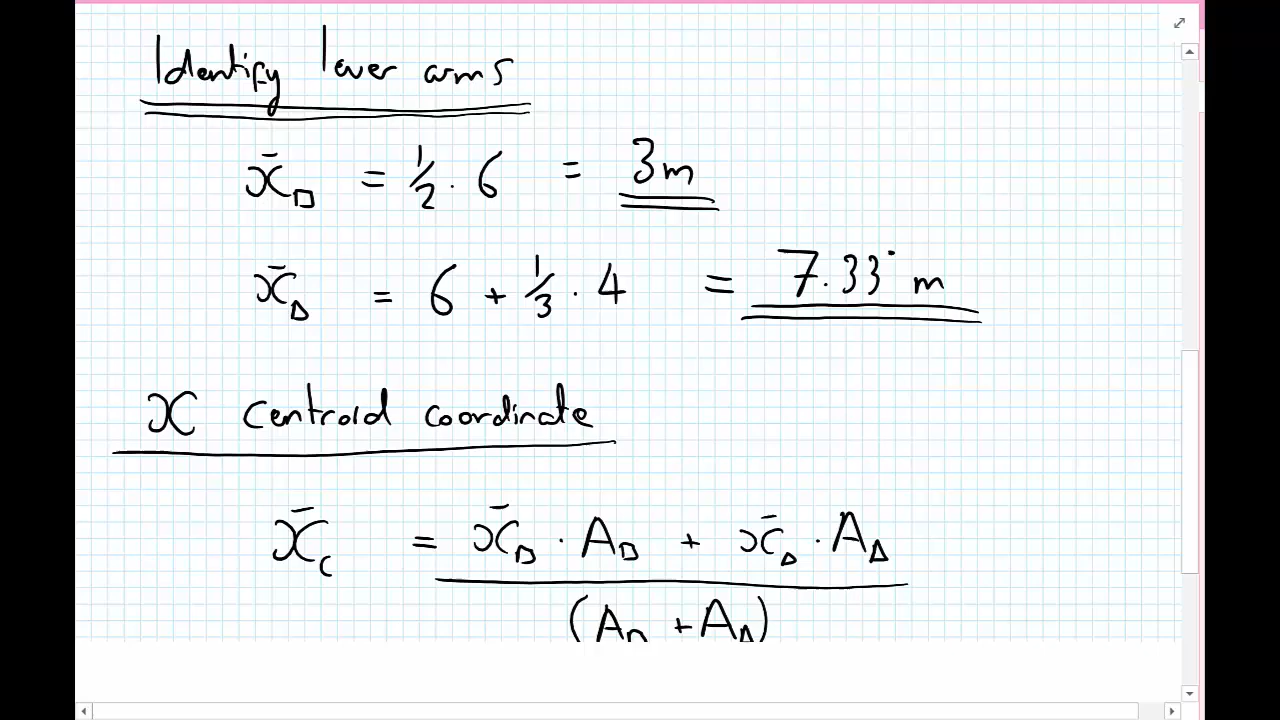 Identify lever arms
x̄□ = 1/2 · 6 = 3m
x̄△ = 6 + 1/3 · 4 = 7.33̇ m
x centroid coordinate
x̄c = x̄□ · A□ + x̄△ · A△
(A□ + A△)